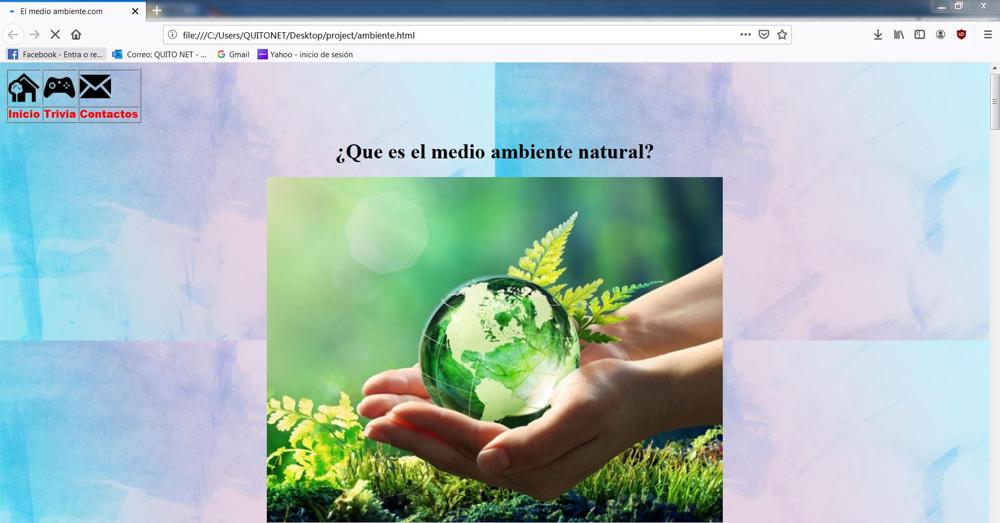 El medio ambiente.com
file:///C:/Users/QUITONET/Desktop/project/ambiente.html
Facebook - Entra o re... Correo: QUITO NET - ... Gmail Yahoo - inicio de sesión
Inicio Trivia Contactos
¿Que es el medio ambiente natural?